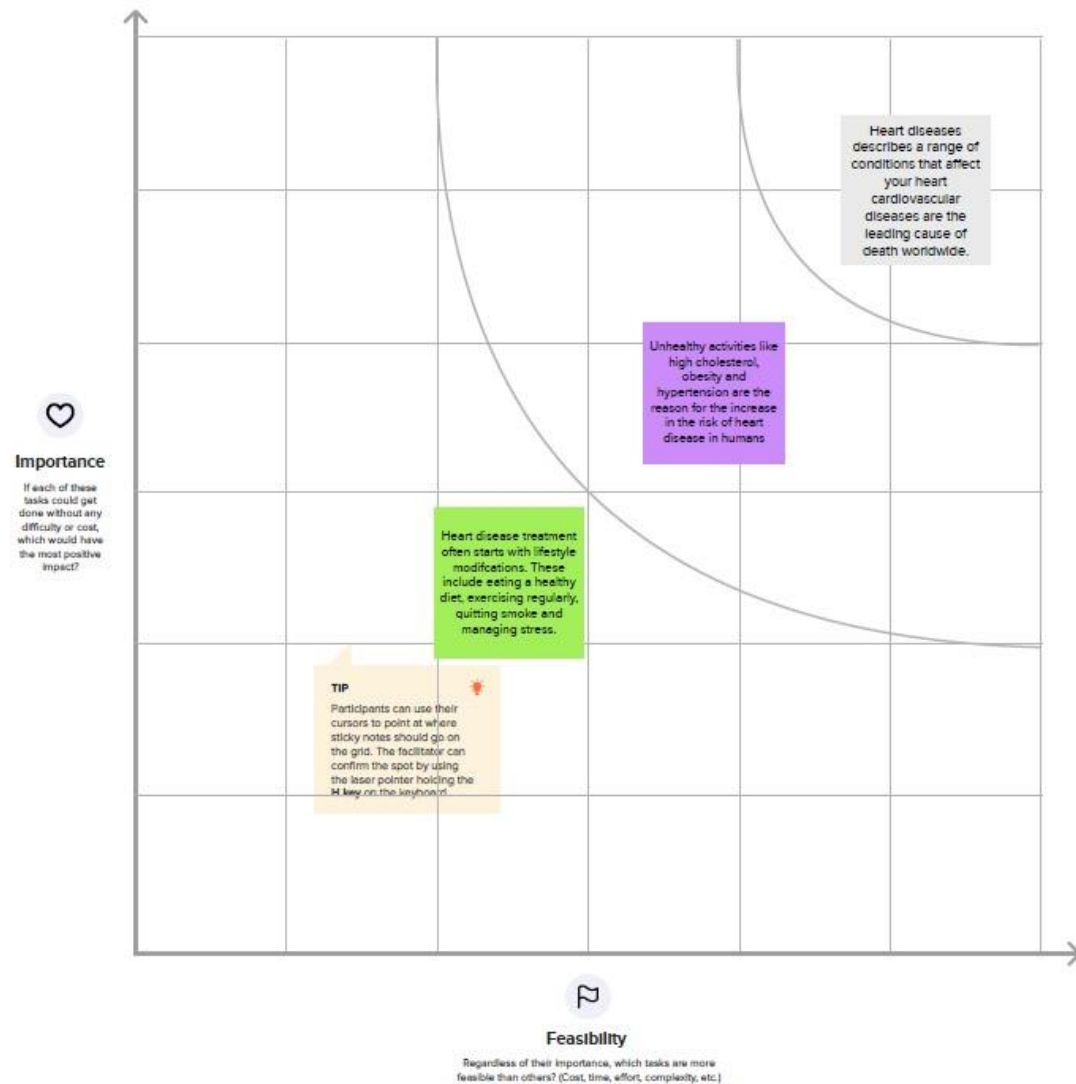 Heart diseases
describes a range of
conditions that affect
your heart
cardiovascular
diseases are the
leading cause of
death worldwide.
Unhealthy activities like
high cholesterol,
obesity and
hypertension are the
reason for the increase
in the risk of heart
disease in humans
Importance
If each of these
tasks could get
done without any
difficulty or cost,
which would have
the most positive
impact?
Heart disease treatment
often starts with lifestyle
modifcations. These
include eating a healthy
diet, exercising regularly,
quitting smoke and
managing stress.
TIP
Participants can use their
cursors to point at where
sticky notes should go on
the grid. The facilitator can
confirm the spot by using
the laser pointer holding the
H key on the keyboard.
Feasibility
Regardless of their importance, which tasks are more
feasible than others? (Cost, time, effort, complexity, etc.)